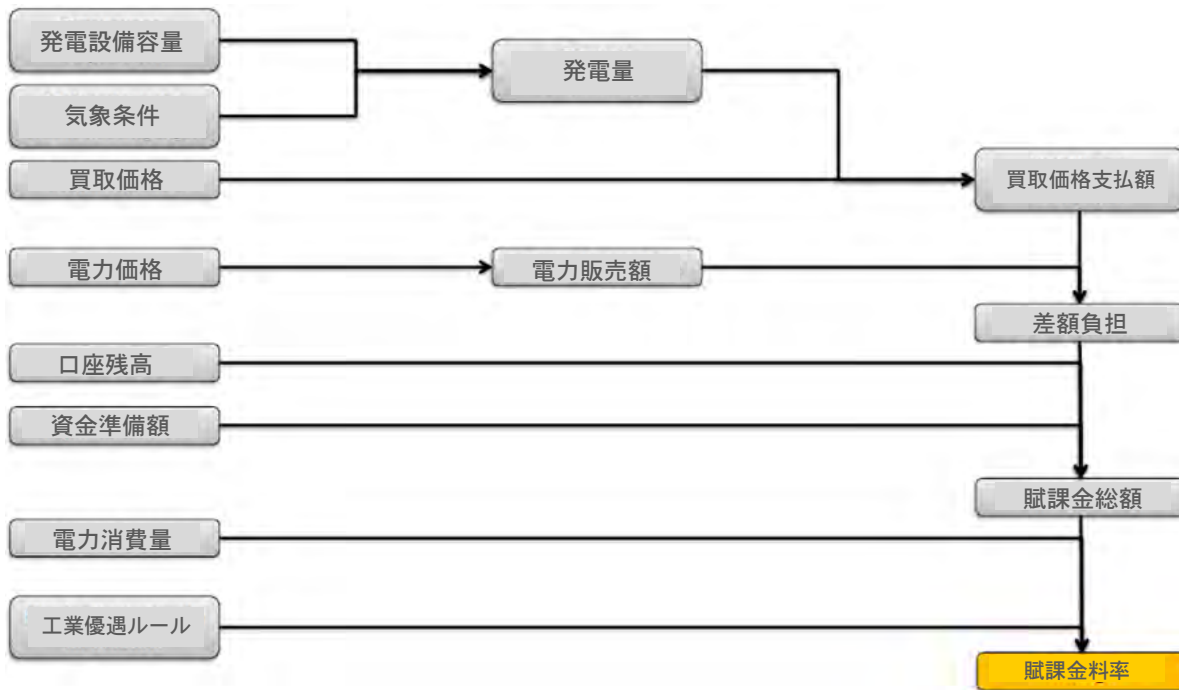 発電設備容量
発電量
気象条件
買取価格
買取価格支払額
電力価格
電力販売額
差額負担
口座残高
資金準備額
賦課金総額
電力消費量
工業優遇ルール
賦課金料率